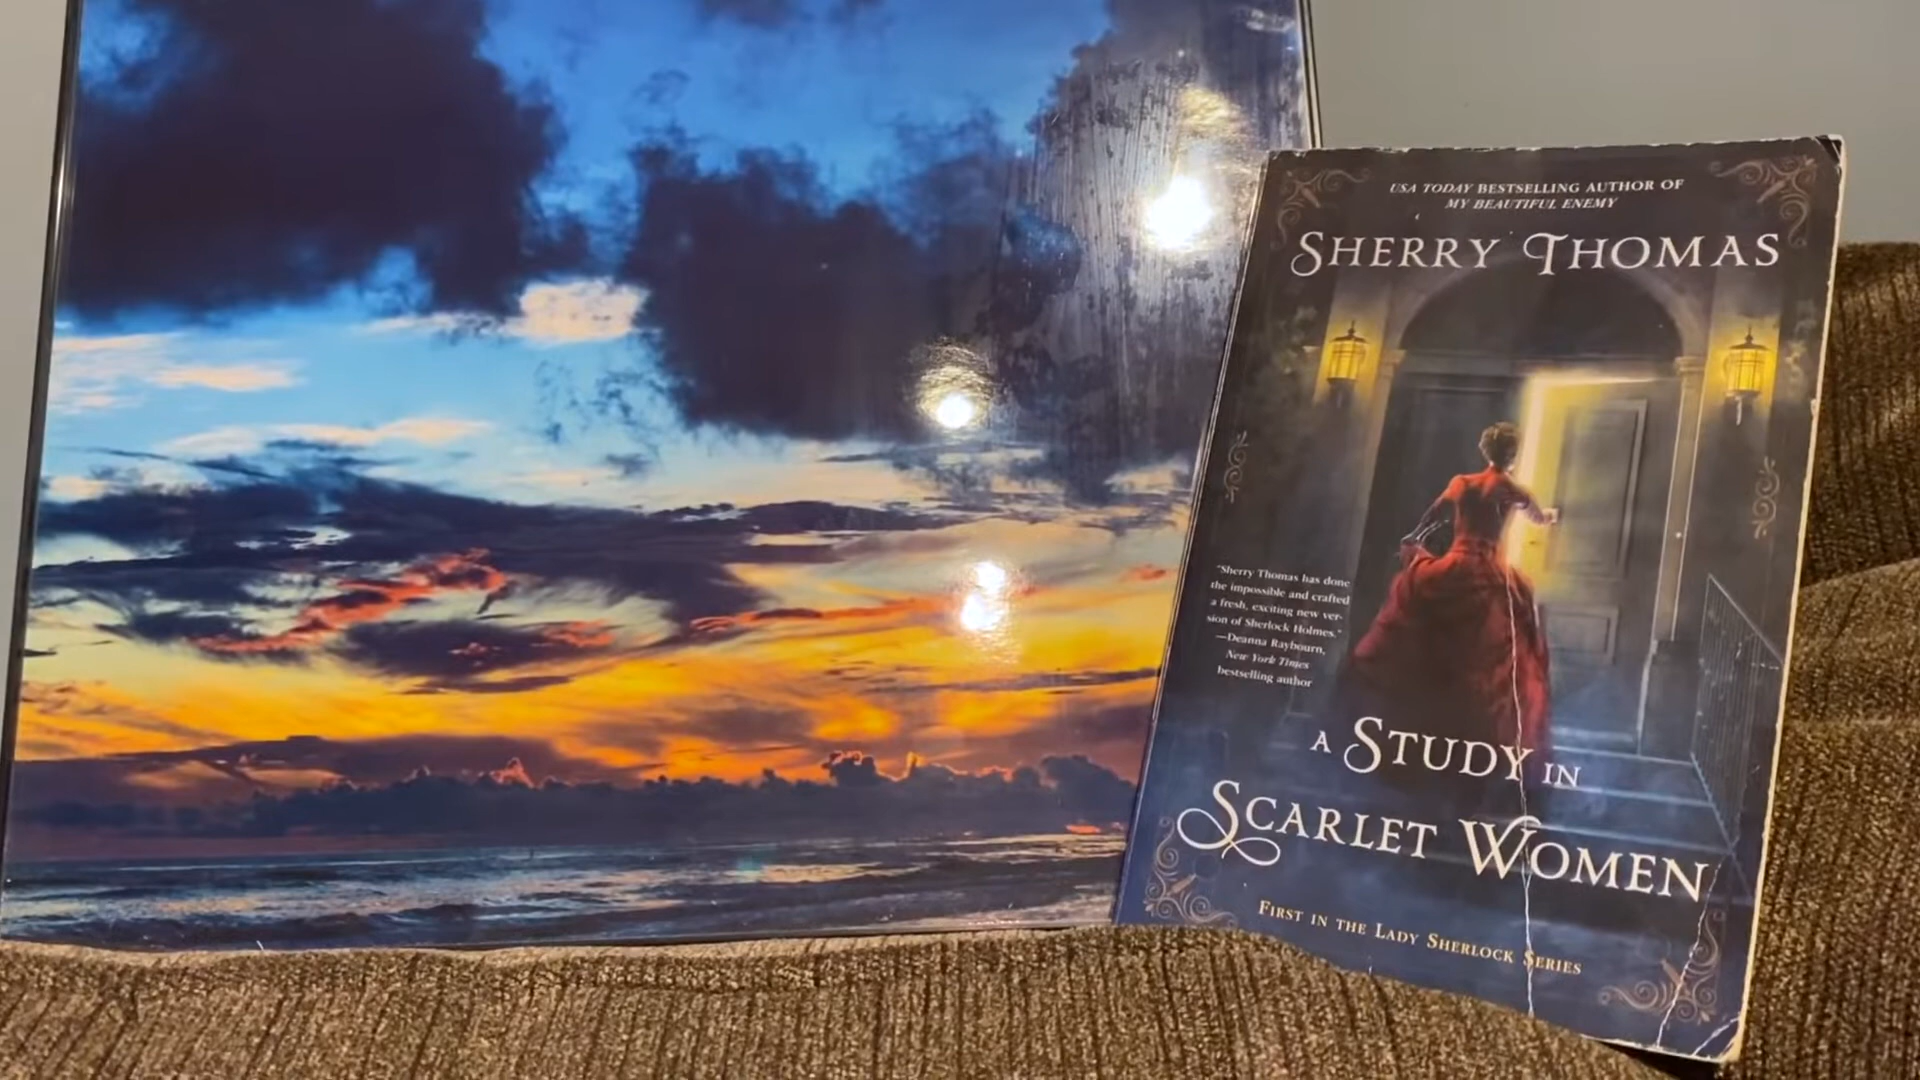 USA TODAY BESTSELLING AUTHOR OF
MY BEAUTIFUL ENEMY
SHERRY THOMAS
"Sherry Thomas has done
the impossible and crafted
a fresh, exciting new ver-
sion of Sherlock Holmes."
—Deanna Raybourn,
New York Times
bestselling author
A STUDY IN
SCARLET WOMEN
FIRST IN THE LADY SHERLOCK SERIES